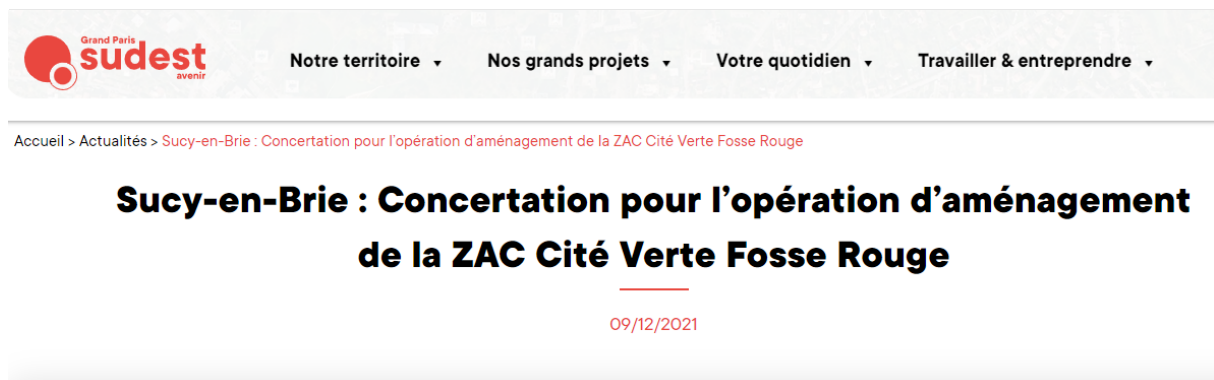 Grand Paris
sudest
avenir
Notre territoire
Nos grands projets
Votre quotidien
Travailler & entreprendre
Accueil > Actualités > Sucy-en-Brie : Concertation pour l'opération d'aménagement de la ZAC Cité Verte Fosse Rouge
Sucy-en-Brie : Concertation pour l'opération d'aménagement
de la ZAC Cité Verte Fosse Rouge
09/12/2021